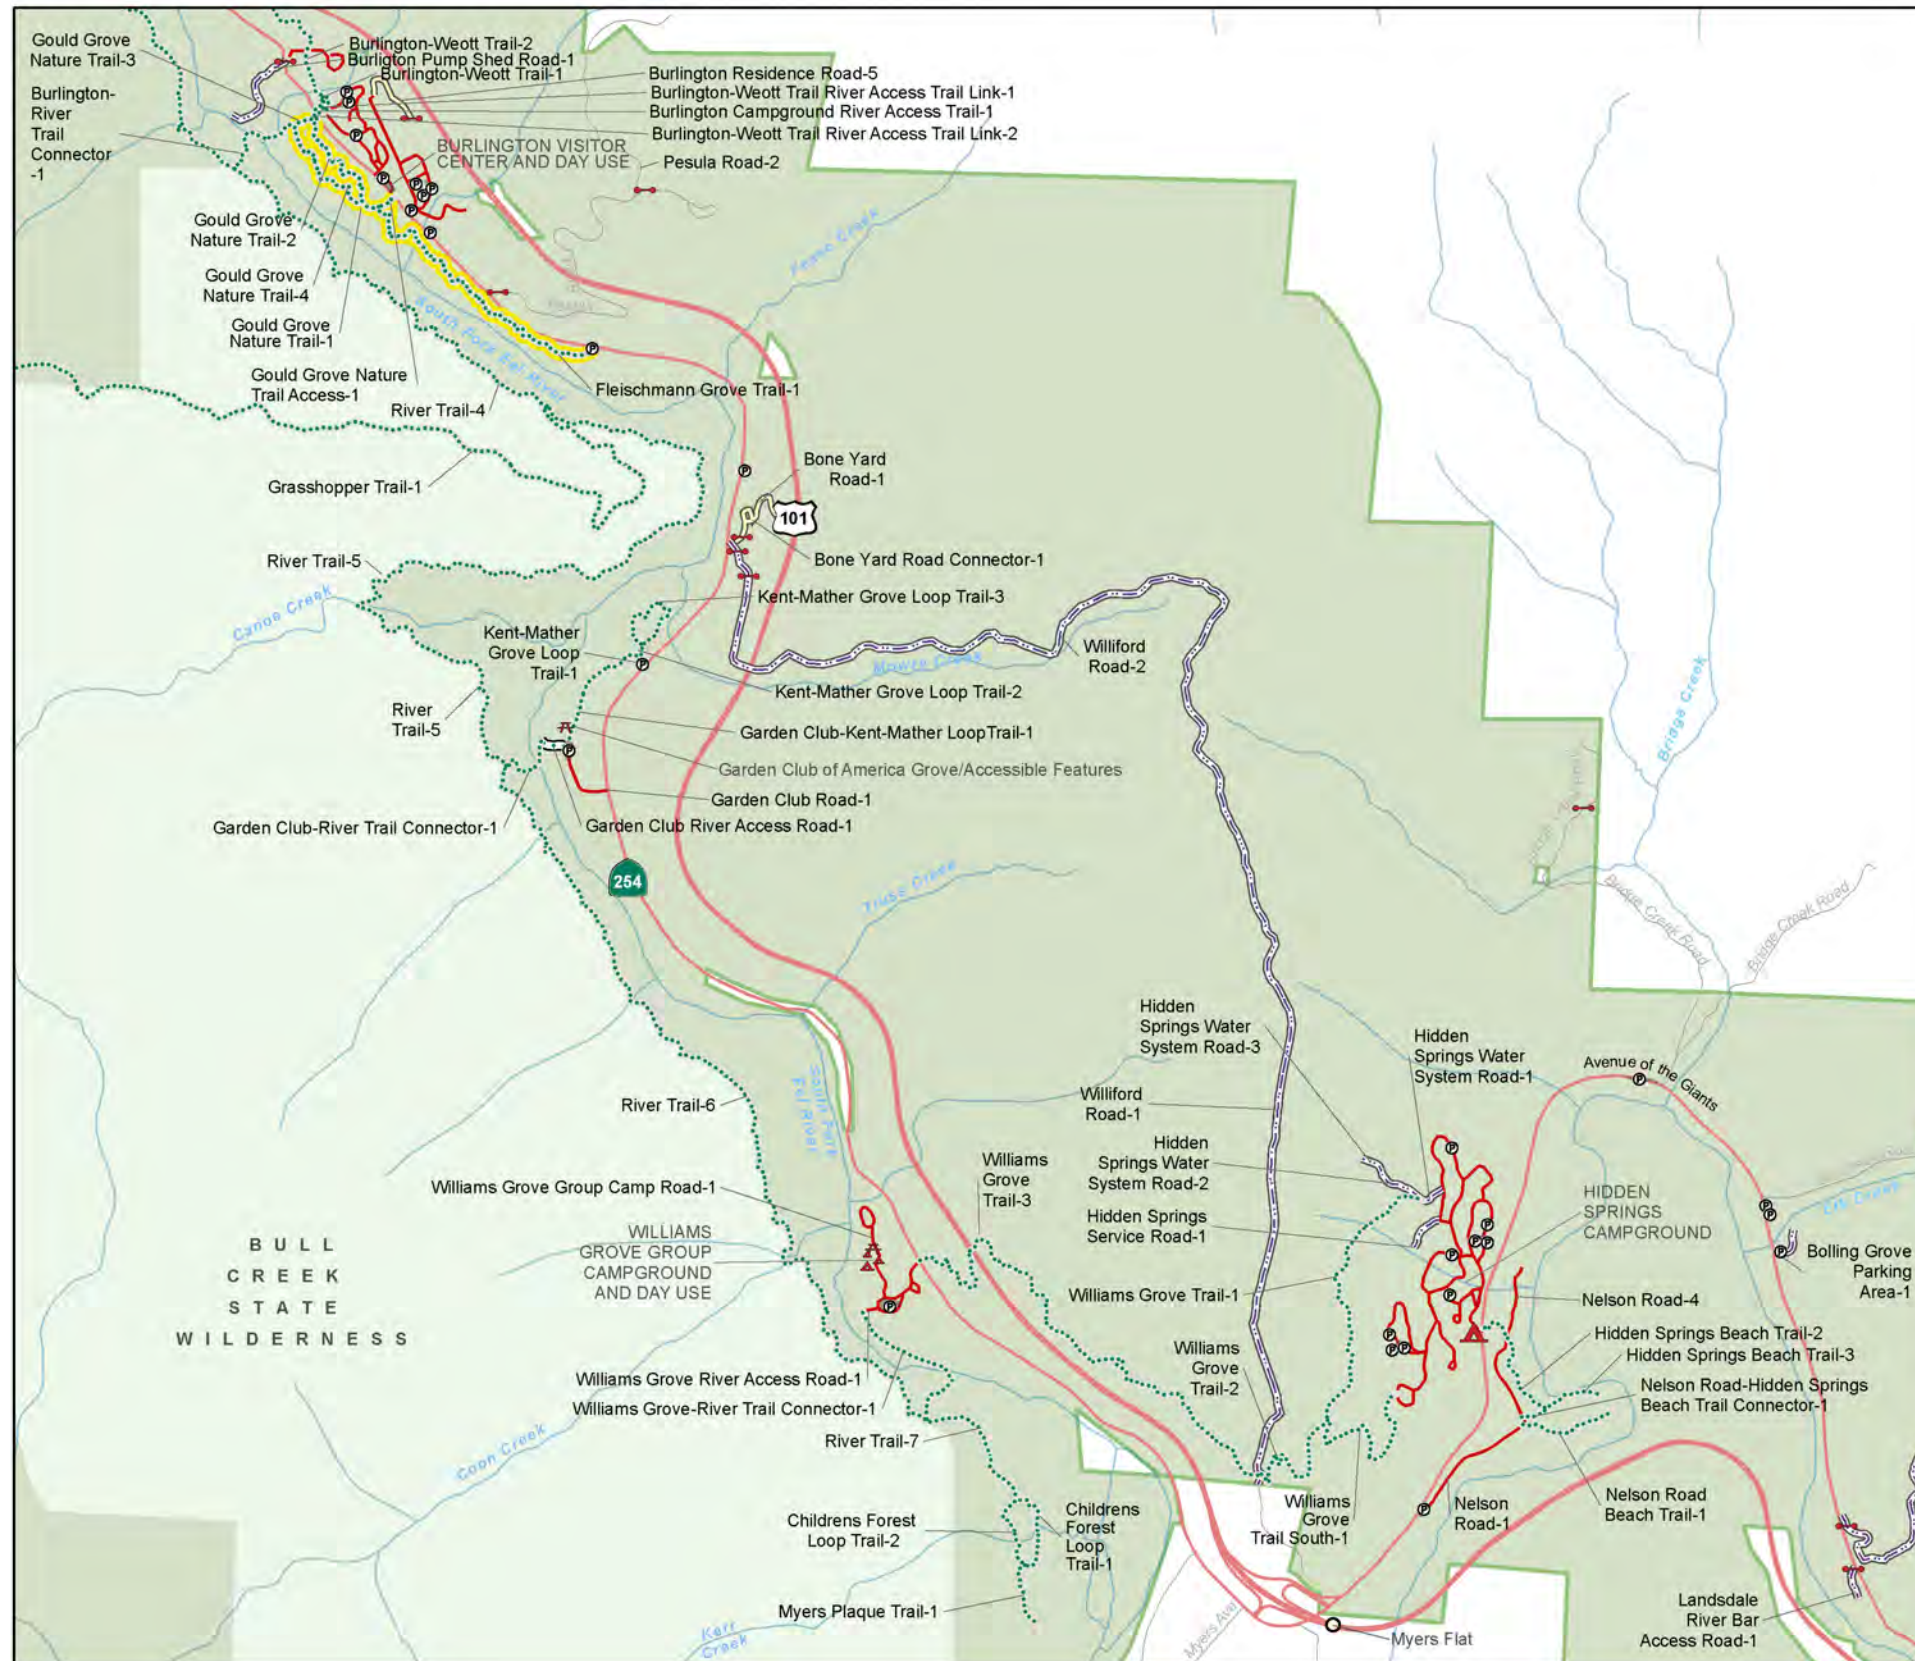 Gould Grove
Nature Trail-3
Burlington-Weott Trail-2
Burligton Pump Shed Road-1
Burlington-Weott Trail-1
Burlington-
River
Trail
Connector
-1
Burlington Residence Road-5
Burlington-Weott Trail River Access Trail Link-1
Burlington Campground River Access Trail-1
Burlington-Weott Trail River Access Trail Link-2
BURLINGTON VISITOR
CENTER AND DAY USE
Pesula Road-2
Gould Grove
Nature Trail-2
Gould Grove
Nature Trail-4
Gould Grove
Nature Trail-1
Gould Grove Nature
Trail Access-1
River Trail-4
South Fork Eel River
Fleischmann Grove Trail-1
Grasshopper Trail-1
Bone Yard
Road-1
101
Bone Yard Road Connector-1
River Trail-5
Canoe Creek
Kent-Mather Grove Loop Trail-3
Kent-Mather
Grove Loop
Trail-1
Williford
Road-2
Kent-Mather Grove Loop Trail-2
River
Trail-5
Garden Club-Kent-Mather LoopTrail-1
Garden Club of America Grove/Accessible Features
Garden Club Road-1
Garden Club-River Trail Connector-1
Garden Club River Access Road-1
254
Bridge Creek
Bridge Creek Road
Bridge Creek Road
Hidden
Springs Water
System Road-3
Hidden
Springs Water
System Road-1
Avenue of the Giants
South Fork
Eel River
River Trail-6
Williford
Road-1
Hidden
Springs Water
System Road-2
Williams
Grove
Trail-3
Williams Grove Group Camp Road-1
HIDDEN
SPRINGS
CAMPGROUND
Hidden Springs
Service Road-1
WILLIAMS
GROVE GROUP
CAMPGROUND
AND DAY USE
BULL
CREEK
STATE
WILDERNESS
Bolling Grove
Parking
Area-1
Williams Grove Trail-1
Nelson Road-4
Hidden Springs Beach Trail-2
Hidden Springs Beach Trail-3
Williams
Grove
Trail-2
Nelson Road-Hidden Springs
Beach Trail Connector-1
Williams Grove River Access Road-1
Williams Grove-River Trail Connector-1
River Trail-7
Coon Creek
Childrens Forest
Loop Trail-2
Childrens
Forest
Loop
Trail-1
Williams
Grove
Trail South-1
Nelson
Road-1
Nelson Road
Beach Trail-1
Myers Plaque Trail-1
Kerr
Creek
Myers Ave
Myers Flat
Landsdale
River Bar
Access Road-1